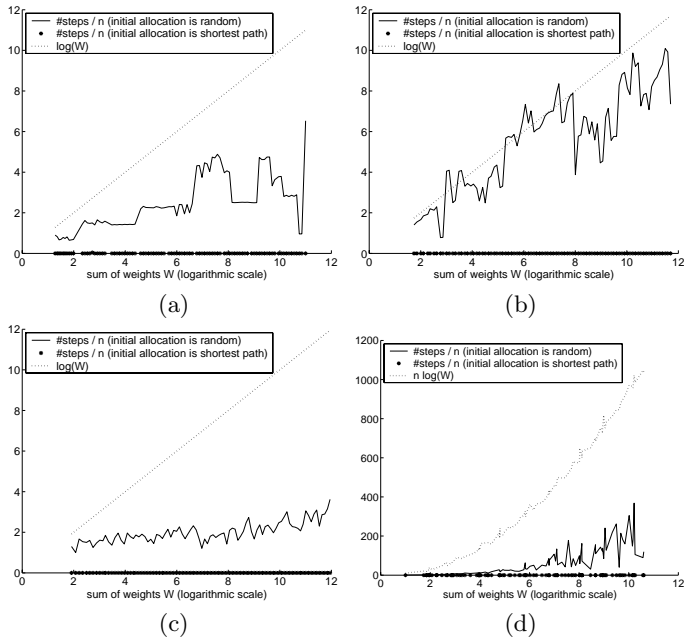 12
10
8
6
4
2
0
#steps / n (initial allocation is random)
#steps / n (initial allocation is shortest path)
log(W)
0 2 4 6 8 10 12
sum of weights W (logarithmic scale)
(a)
12
10
8
6
4
2
0
#steps / n (initial allocation is random)
#steps / n (initial allocation is shortest path)
log(W)
0 2 4 6 8 10 12
sum of weights W (logarithmic scale)
(b)
12
10
8
6
4
2
0
#steps / n (initial allocation is random)
#steps / n (initial allocation is shortest path)
log(W)
0 2 4 6 8 10 12
sum of weights W (logarithmic scale)
(c)
1200
1000
800
600
400
200
0
#steps / n (initial allocation is random)
#steps / n (initial allocation is shortest path)
n log(W)
0 2 4 6 8 10 12
sum of weights W (logarithmic scale)
(d)